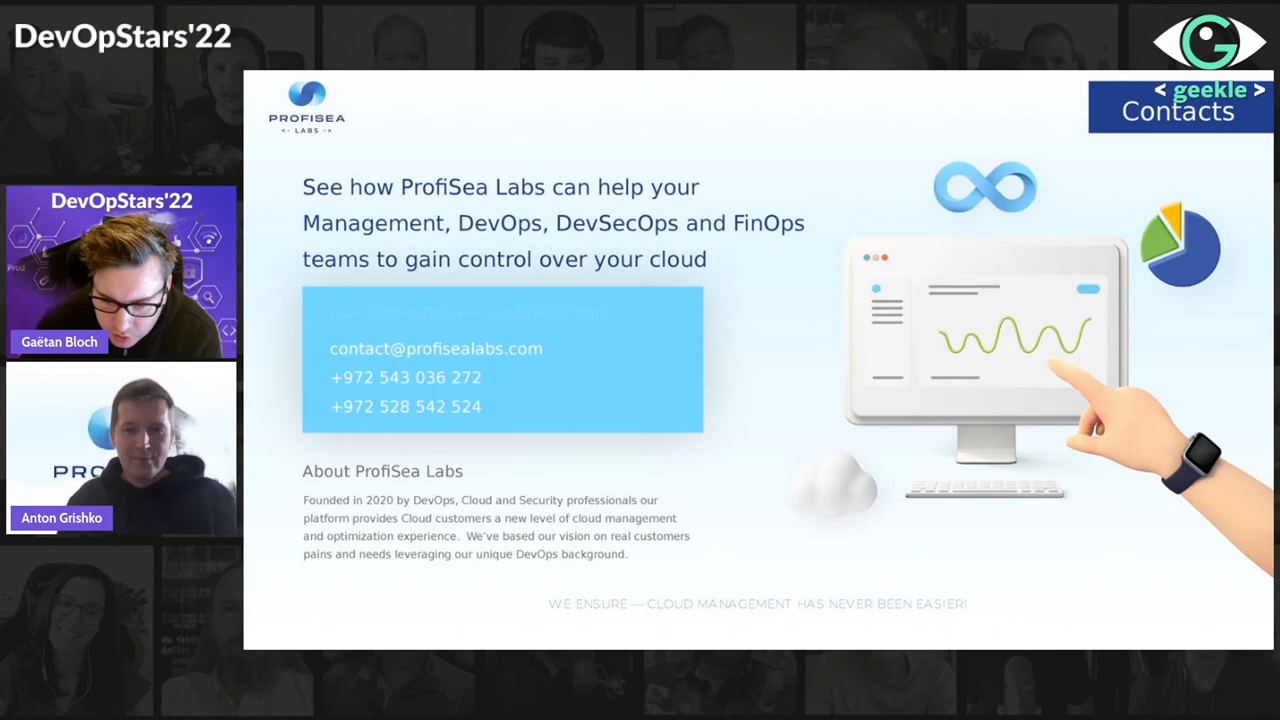 DevOpStars'22
< geekle >
PROFISEA
<· LABS ·>
Contacts
See how ProfiSea Labs can help your
Management, DevOps, DevSecOps and FinOps
teams to gain control over your cloud
contact@profisealabs.com
+972 543 036 272
+972 528 542 524
About ProfiSea Labs
Founded in 2020 by DevOps, Cloud and Security professionals our
platform provides Cloud customers a new level of cloud management
and optimization experience. We've based our vision on real customers
pains and needs leveraging our unique DevOps background.
WE ENSURE — CLOUD MANAGEMENT HAS NEVER BEEN EASIER!
DevOpStars'22
Prod
Gaëtan Bloch
PRO
Anton Grishko